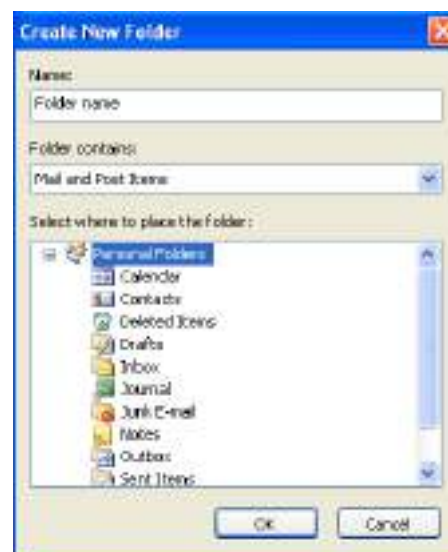 Create New Folder
Name:
Folder name
Folder contains:
Mail and Post Items
Select where to place the folder:
Personal Folders
Calendar
Contacts
Deleted Items
Drafts
Inbox
Journal
Junk E-mail
Notes
Outbox
Sent Items
OK
Cancel